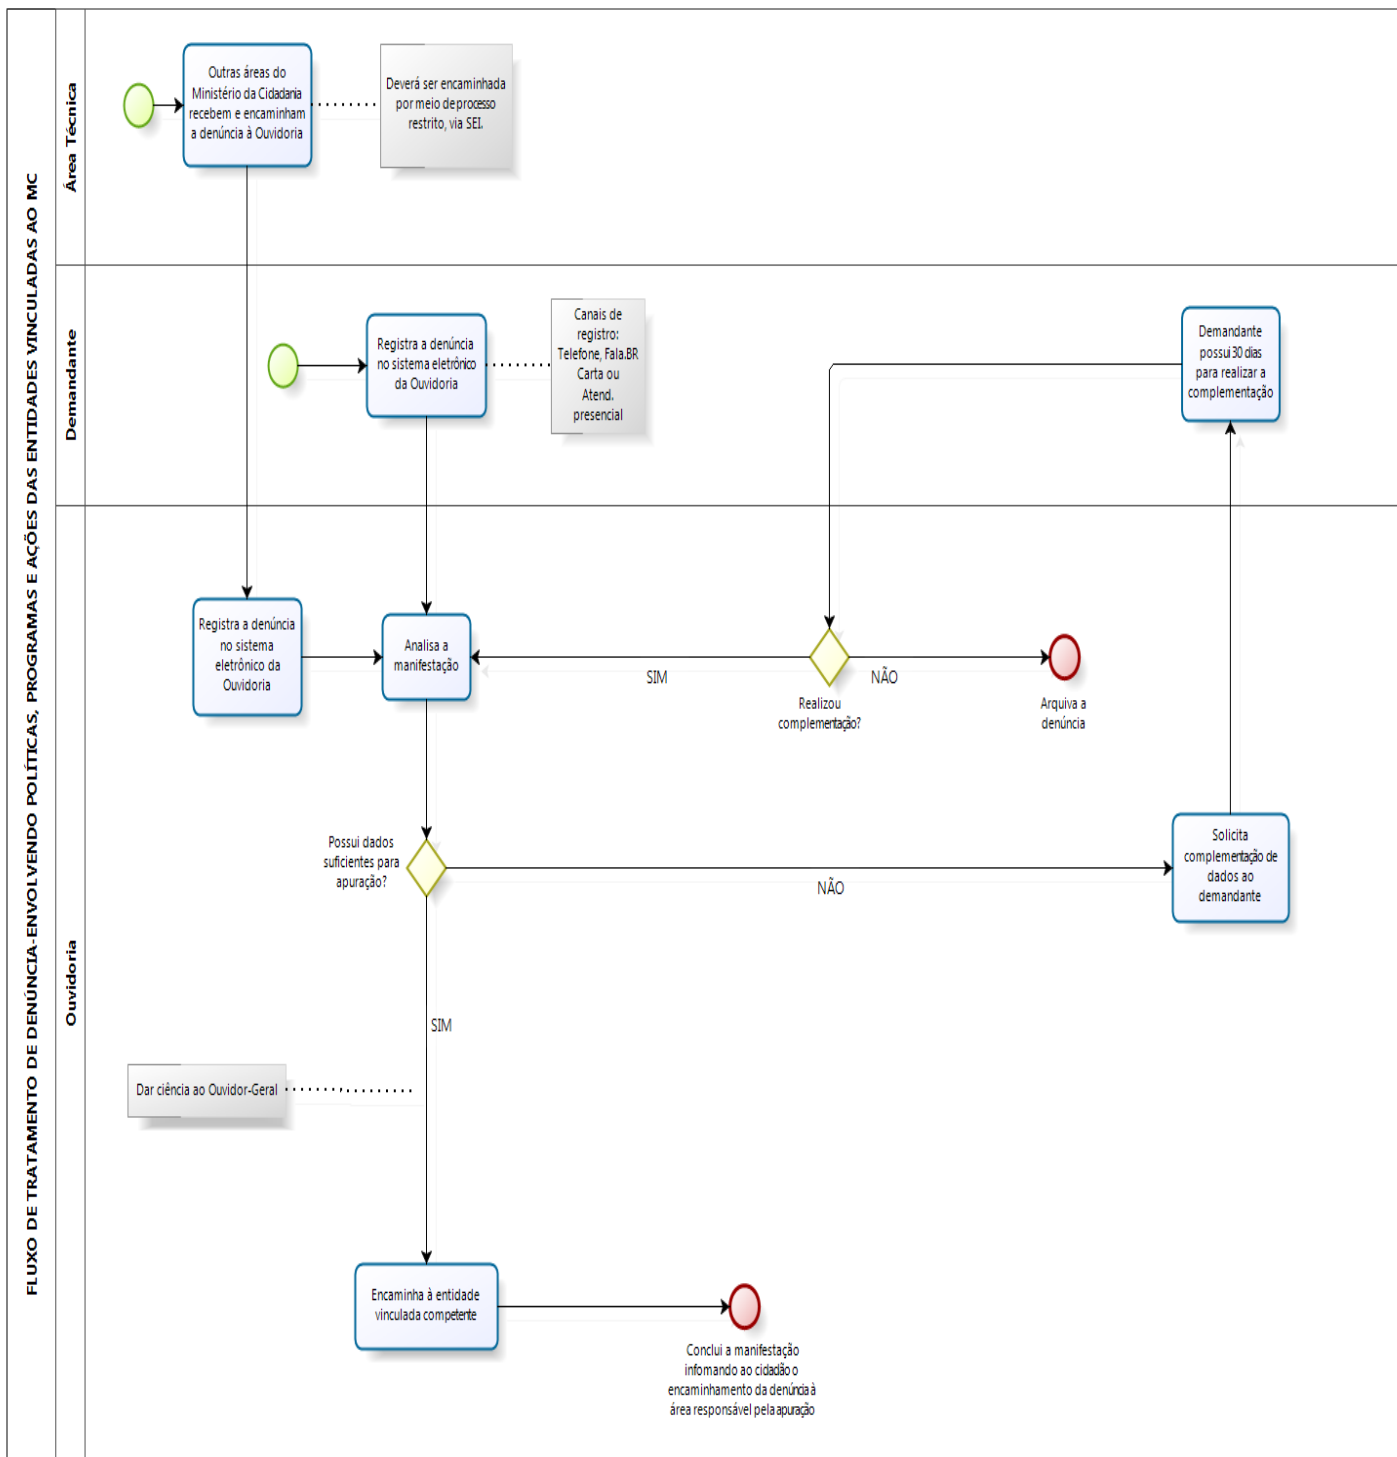 FLUXO DE TRATAMENTO DE DENÚNCIA-ENVOLVENDO POLÍTICAS, PROGRAMAS E AÇÕES DAS ENTIDADES VINCULADAS AO MC
Área Técnica
Outras áreas do
Ministério da Cidadania
recebem e encaminham
a denúncia à Ouvidoria
Deverá ser encaminhada
por meio de processo
restrito, via SEI.
Demandante
Registra a denúncia
no sistema eletrônico
da Ouvidoria
Canais de
registro:
Telefone, Fala.BR
Carta ou
Atend.
presencial
Demandante
possui 30 dias
para realizar a
complementação
Ouvidoria
Registra a denúncia
no sistema
eletrônico da
Ouvidoria
Analisa a
manifestação
SIM
Realizou
complementação?
NÃO
Arquiva a
denúncia
Possui dados
suficientes para
apuração?
NÃO
Solicita
complementação de
dados ao
demandante
SIM
Dar ciência ao Ouvidor-Geral
Encaminha à entidade
vinculada competente
Conclui a manifestação
infomando ao cidadão o
encaminhamento da denúncia à
área responsável pela apuração